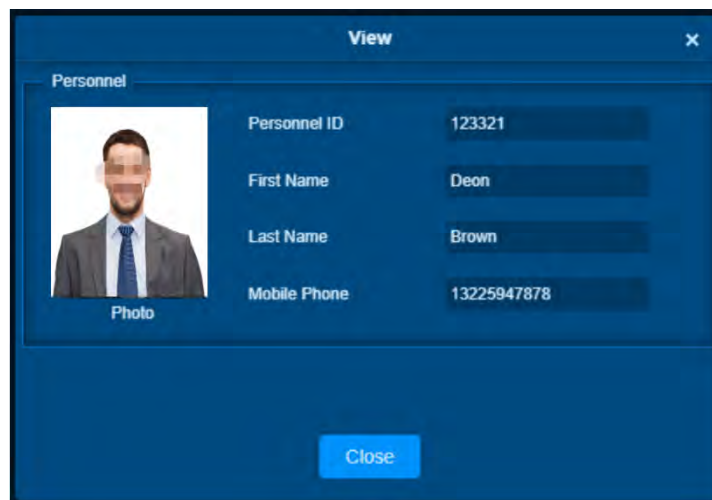 View ×
Personnel
Personnel ID 123321
First Name Deon
Last Name Brown
Mobile Phone 13225947878
Photo
Close